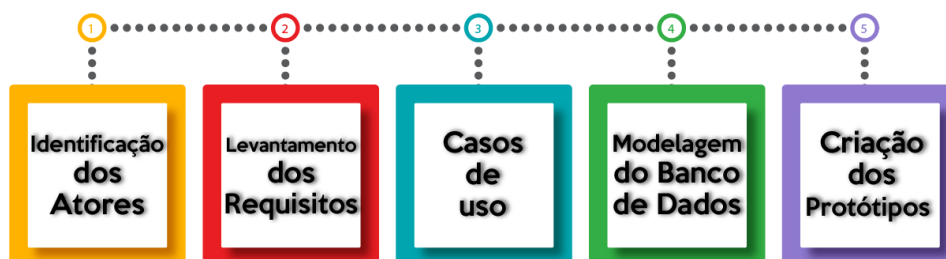 1
2
3
4
5
Identificação
dos
Atores
Levantamento
dos
Requisitos
Casos
de
uso
Modelagem
do Banco
de Dados
Criação
dos
Protótipos